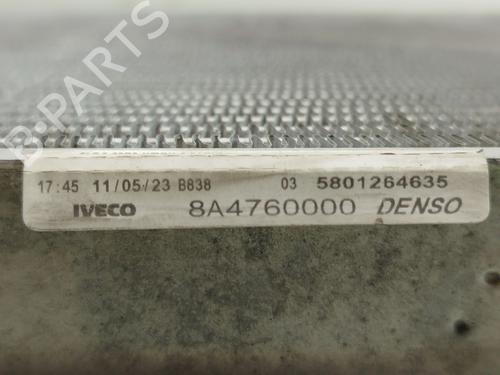 B-PARTS
17:45 11/05/23 B838 03 5801264635
IVECO 8A4760000 DENSO